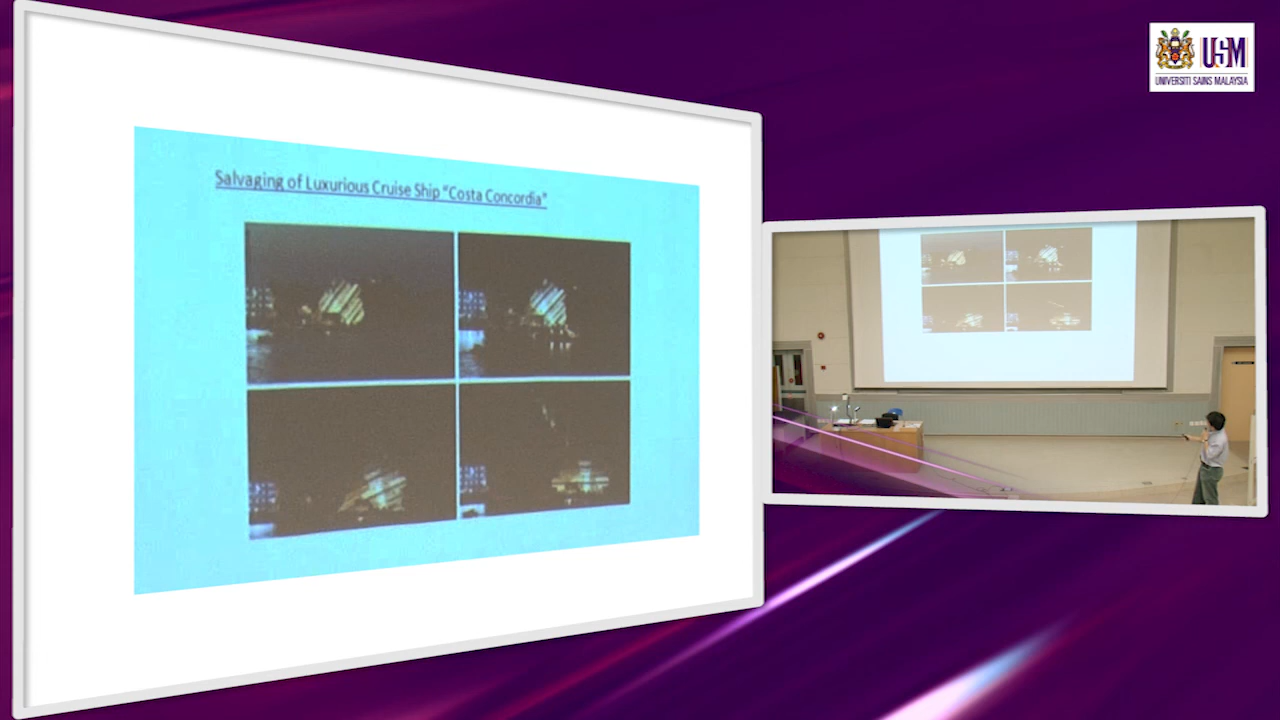 Salvaging of Luxurious Cruise Ship "Costa Concordia"
USM
UNIVERSITI SAINS MALAYSIA